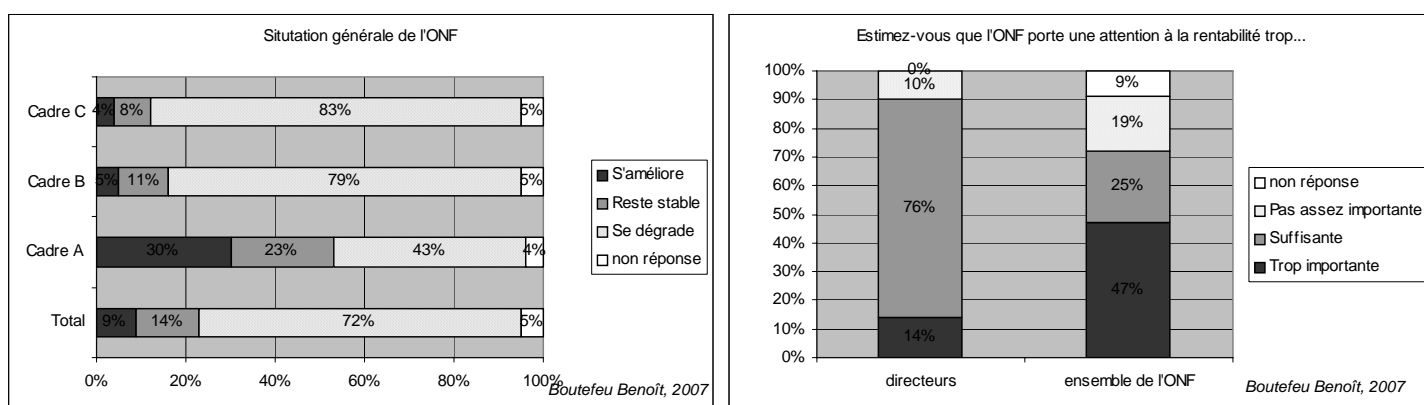 Situtation générale de l'ONF
Cadre C
4%
8%
83%
5%
Cadre B
5%
11%
79%
5%
Cadre A
30%
23%
43%
4%
Total
9%
14%
72%
5%
0%
20%
40%
60%
80%
100%
S'améliore
Reste stable
Se dégrade
non réponse
Boutefeu Benoît, 2007
Estimez-vous que l'ONF porte une attention à la rentabilité trop...
100%
90%
80%
70%
60%
50%
40%
30%
20%
10%
0%
0%
10%
76%
14%
9%
19%
25%
47%
directeurs
ensemble de l'ONF
non réponse
Pas assez importante
Suffisante
Trop importante
Boutefeu Benoît, 2007